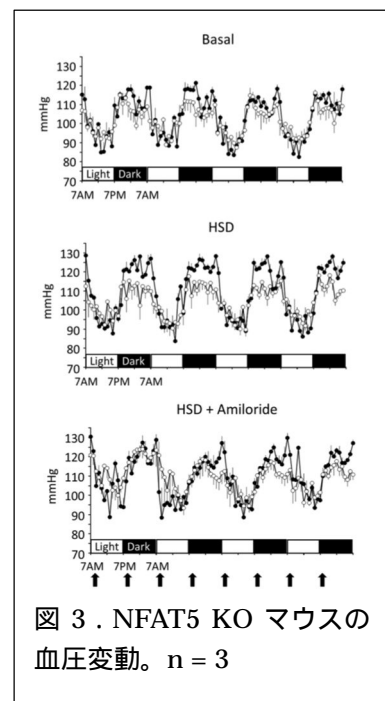 Basal
130
120
110
100
90
80
70
mmHg
Light Dark
7AM 7PM 7AM
HSD
130
120
110
100
90
80
70
mmHg
Light Dark
7AM 7PM 7AM
HSD + Amiloride
130
120
110
100
90
80
70
mmHg
Light Dark
7AM 7PM 7AM
図 3 . NFAT5 KO マウスの
血圧変動。n = 3